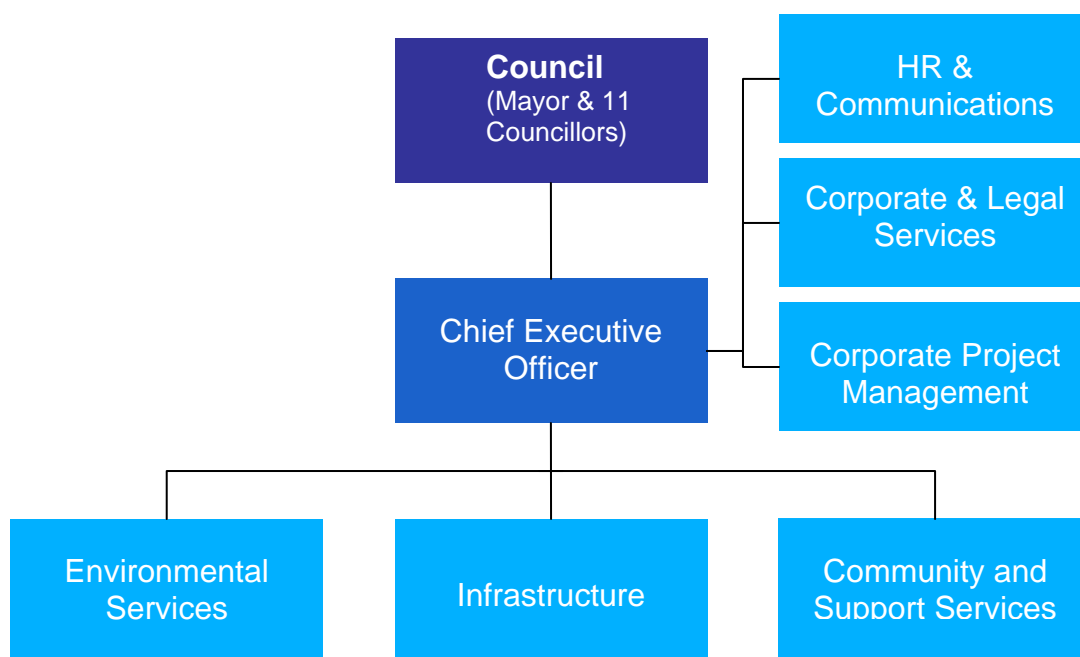 Council
(Mayor & 11
Councillors)
HR &
Communications
Corporate & Legal
Services
Chief Executive
Officer
Corporate Project
Management
Environmental
Services
Infrastructure
Community and
Support Services